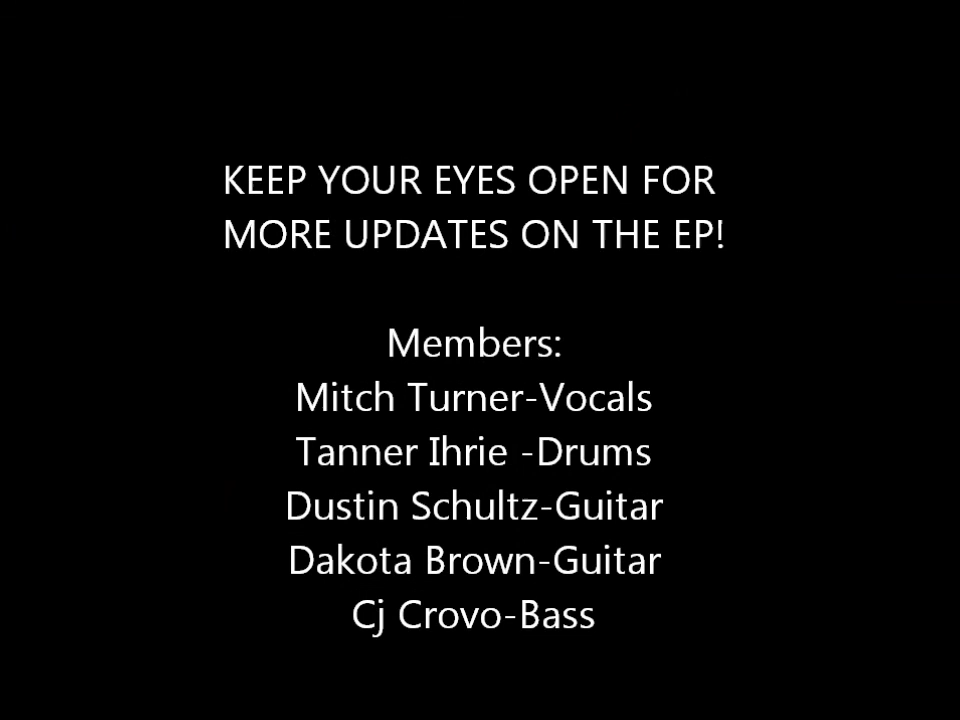 KEEP YOUR EYES OPEN FOR
MORE UPDATES ON THE EP!
Members:
Mitch Turner-Vocals
Tanner Ihrie -Drums
Dustin Schultz-Guitar
Dakota Brown-Guitar
Cj Crovo-Bass